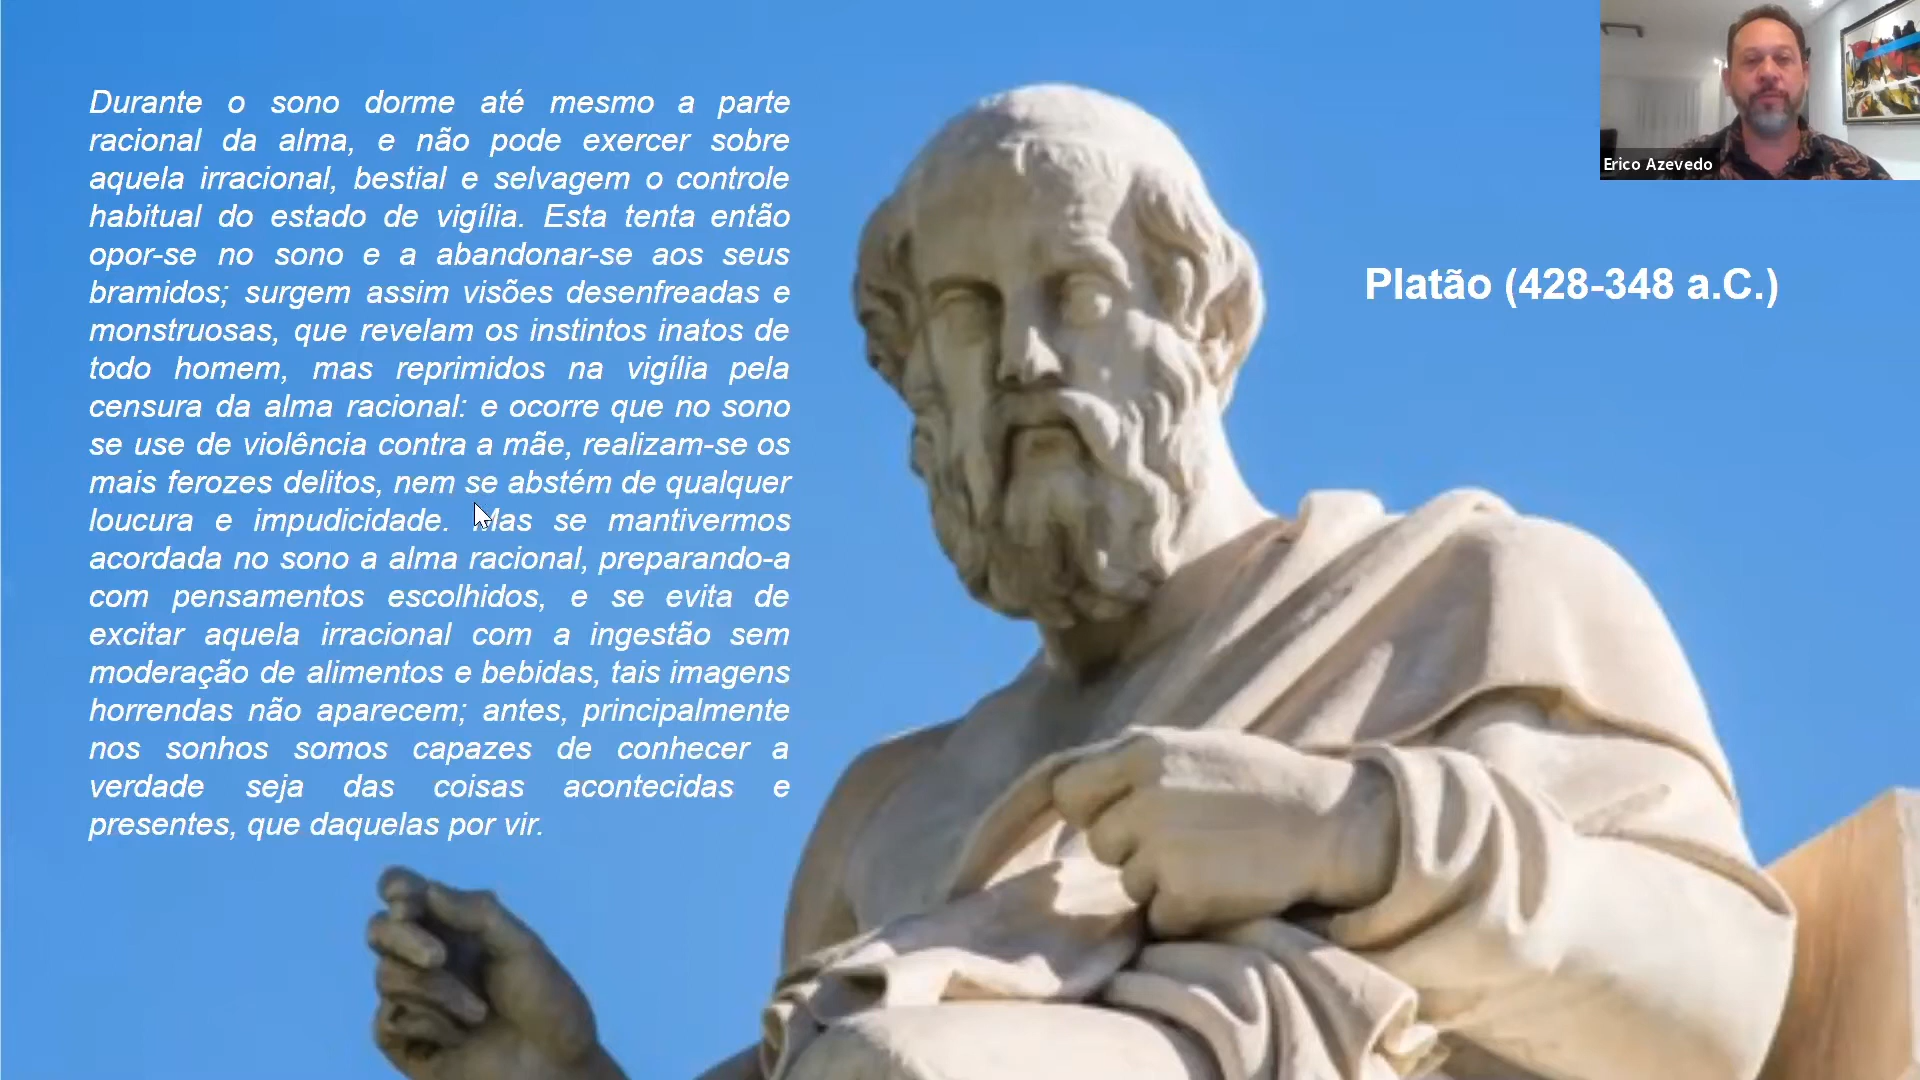 Durante o sono dorme até mesmo a parte
racional da alma, e não pode exercer sobre
aquela irracional, bestial e selvagem o controle
habitual do estado de vigília. Esta tenta então
opor-se no sono e a abandonar-se aos seus
bramidos; surgem assim visões desenfreadas e
monstruosas, que revelam os instintos inatos de
todo homem, mas reprimidos na vigília pela
censura da alma racional: e ocorre que no sono
se use de violência contra a mãe, realizam-se os
mais ferozes delitos, nem se abstém de qualquer
loucura e impudicidade. Mas se mantivermos
acordada no sono a alma racional, preparando-a
com pensamentos escolhidos, e se evita de
excitar aquela irracional com a ingestão sem
moderação de alimentos e bebidas, tais imagens
horrendas não aparecem; antes, principalmente
nos sonhos somos capazes de conhecer a
verdade seja das coisas acontecidas e
presentes, que daquelas por vir.
Platão (428-348 a.C.)
Erico Azevedo